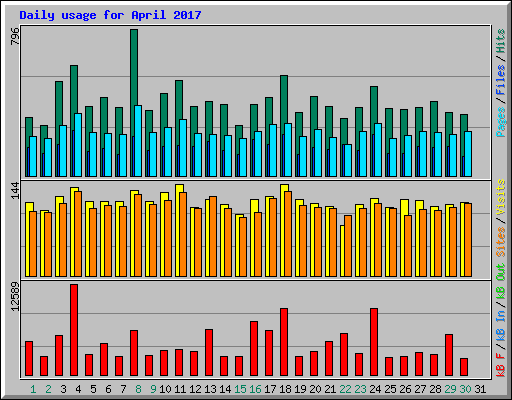 Daily usage for April 2017
796
144
12589
Pages / Files / Hits
Sites / Visits
kB F / kB In / kB Out
1 2 3 4 5 6 7 8 9 10 11 12 13 14 15 16 17 18 19 20 21 22 23 24 25 26 27 28 29 30 31